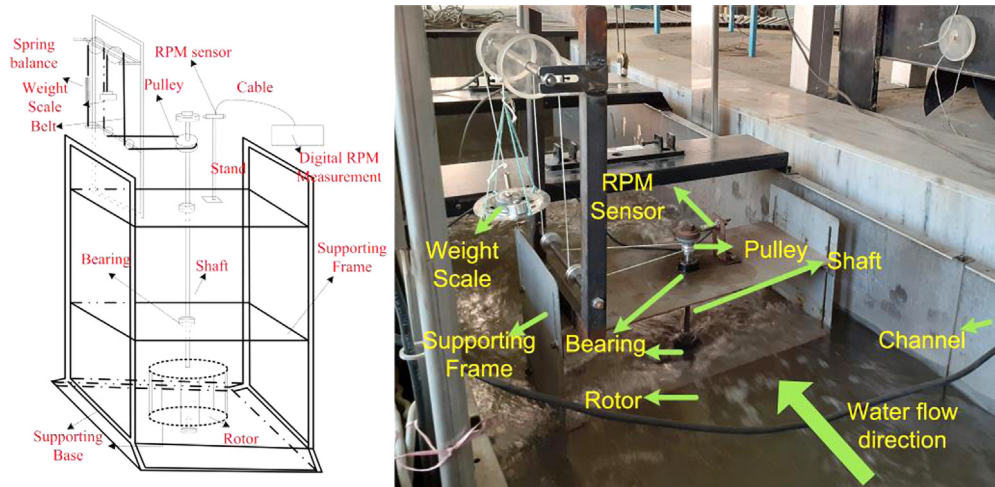 Spring
balance
Weight
Scale
Belt
RPM sensor
Pulley
Cable
Digital RPM
Measurement
Stand
Supporting
Frame
Bearing
Shaft
Supporting
Base
Rotor
RPM
Sensor
Weight
Scale
Pulley
Shaft
Supporting
Frame
Bearing
Channel
Rotor
Water flow
direction